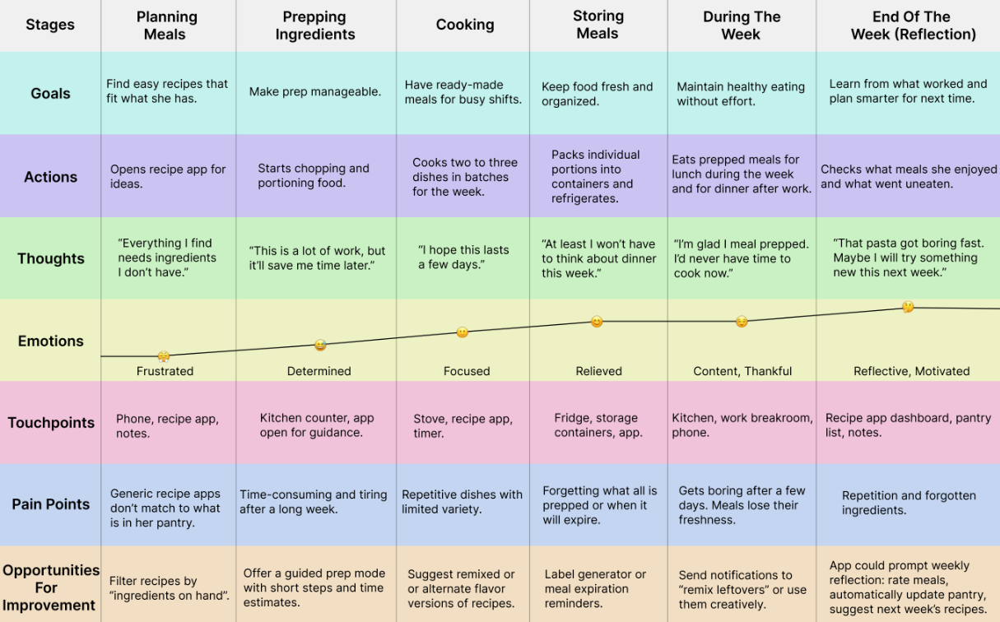 Stages
Planning
Meals
Prepping
Ingredients
Cooking
Storing
Meals
During The
Week
End Of The
Week (Reflection)
Goals
Find easy recipes that
fit what she has.
Make prep manageable.
Have ready-made
meals for busy shifts.
Keep food fresh and
organized.
Maintain healthy eating
without effort.
Learn from what worked and
plan smarter for next time.
Actions
Opens recipe app for
ideas.
Starts chopping and
portioning food.
Cooks two to three
dishes in batches
for the week.
Packs individual
portions into
containers and
refrigerates.
Eats prepped meals for
lunch during the week
and for dinner after work.
Checks what meals she enjoyed
and what went uneaten.
Thoughts
“Everything I find
needs ingredients
I don’t have.”
“This is a lot of work, but
it’ll save me time later.”
“I hope this lasts
a few days.”
“At least I won’t have
to think about dinner
this week.”
“I’m glad I meal prepped.
I’d never have time to
cook now.”
“That pasta got boring fast.
Maybe I will try something
new this next week.”
Emotions
Frustrated
Determined
Focused
Relieved
Content, Thankful
Reflective, Motivated
Touchpoints
Phone, recipe app,
notes.
Kitchen counter, app
open for guidance.
Stove, recipe app,
timer.
Fridge, storage
containers, app.
Kitchen, work breakroom,
phone.
Recipe app dashboard, pantry
list, notes.
Pain Points
Generic recipe apps
don’t match to what
is in her pantry.
Time-consuming and tiring
after a long week.
Repetitive dishes with
limited variety.
Forgetting what all is
prepped or when it
will expire.
Gets boring after a few
days. Meals lose their
freshness.
Repetition and forgotten
ingredients.
Opportunities
For
Improvement
Filter recipes by
“ingredients on hand”.
Offer a guided prep mode
with short steps and time
estimates.
Suggest remixed or
or alternate flavor
versions of recipes.
Label generator or
meal expiration
reminders.
Send notifications to
“remix leftovers” or use
them creatively.
App could prompt weekly
reflection: rate meals,
automatically update pantry,
suggest next week’s recipes.